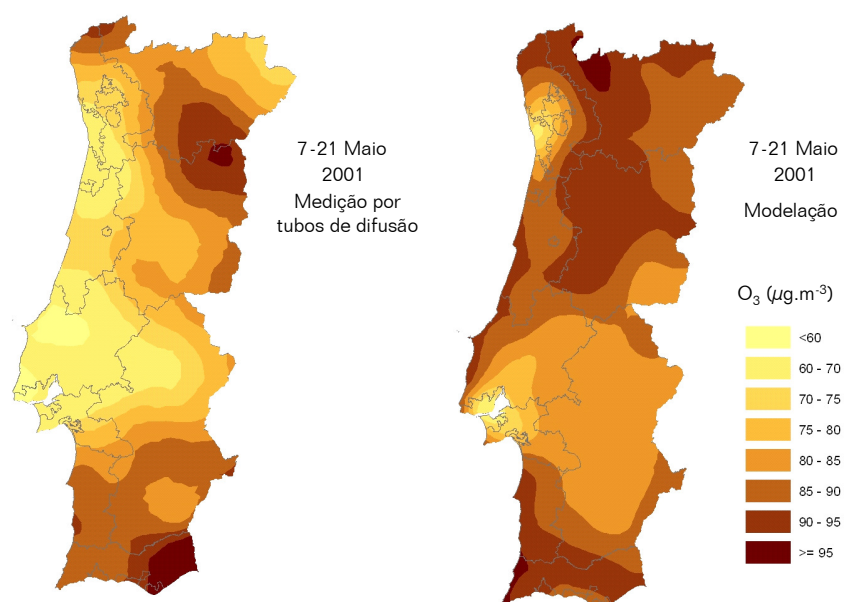 7-21 Maio
2001
Medição por
tubos de difusão
7-21 Maio
2001
Modelação
O₃ (µg.m⁻³)
<60
60 - 70
70 - 75
75 - 80
80 - 85
85 - 90
90 - 95
>= 95